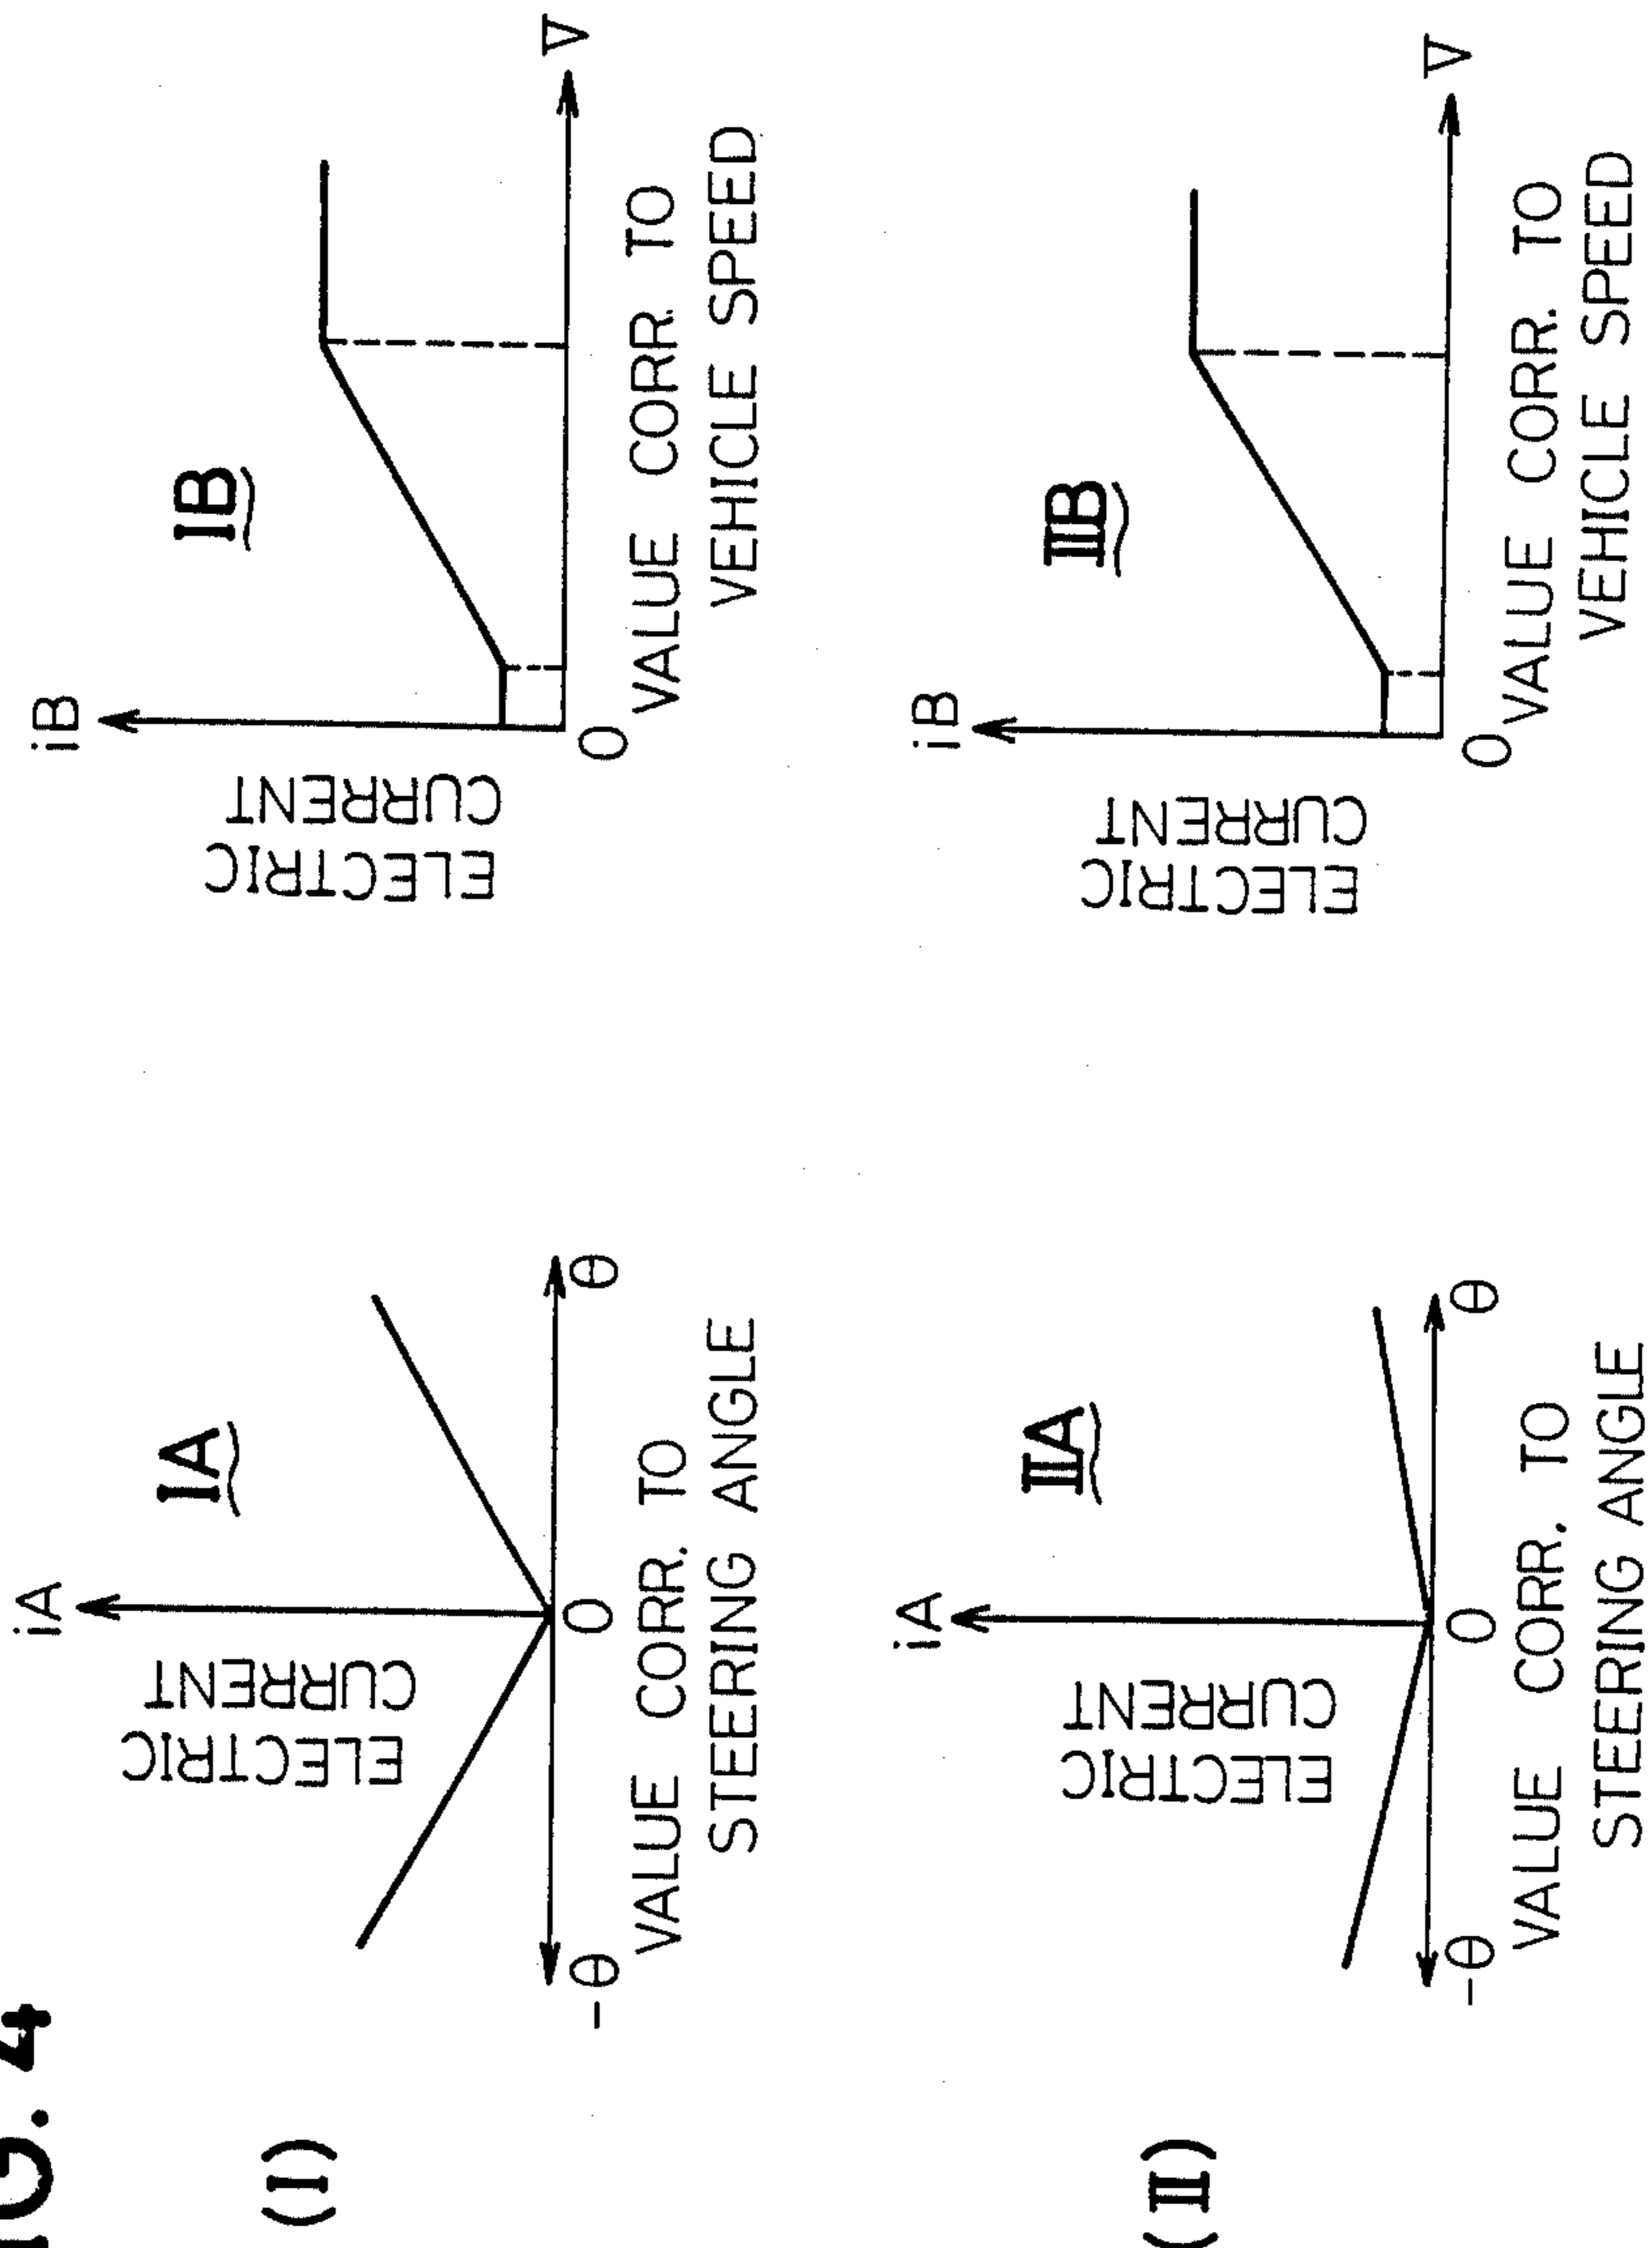 FIG. 4
(I)
iA
ELECTRIC
CURRENT
IA
-θ
0
θ
VALUE CORR. TO
STEERING ANGLE
iB
ELECTRIC
CURRENT
IB
0
V
VALUE CORR. TO
VEHICLE SPEED
(II)
iA
ELECTRIC
CURRENT
IIA
-θ
0
θ
VALUE CORR. TO
STEERING ANGLE
iB
ELECTRIC
CURRENT
IIB
0
V
VALUE CORR. TO
VEHICLE SPEED